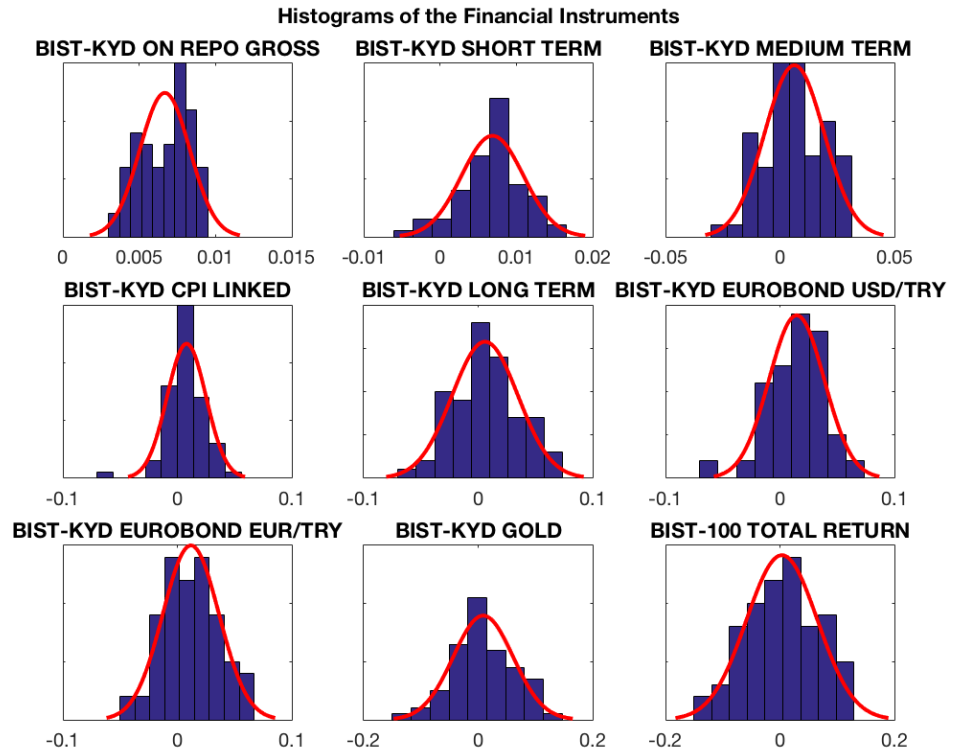 Histograms of the Financial Instruments
BIST-KYD ON REPO GROSS
BIST-KYD SHORT TERM
BIST-KYD MEDIUM TERM
0 0.005 0.01 0.015
-0.01 0 0.01 0.02
-0.05 0 0.05
BIST-KYD CPI LINKED
BIST-KYD LONG TERM
BIST-KYD EUROBOND USD/TRY
-0.1 0 0.1
-0.1 0 0.1
-0.1 0 0.1
BIST-KYD EUROBOND EUR/TRY
BIST-KYD GOLD
BIST-100 TOTAL RETURN
-0.1 0 0.1
-0.2 0 0.2
-0.2 0 0.2